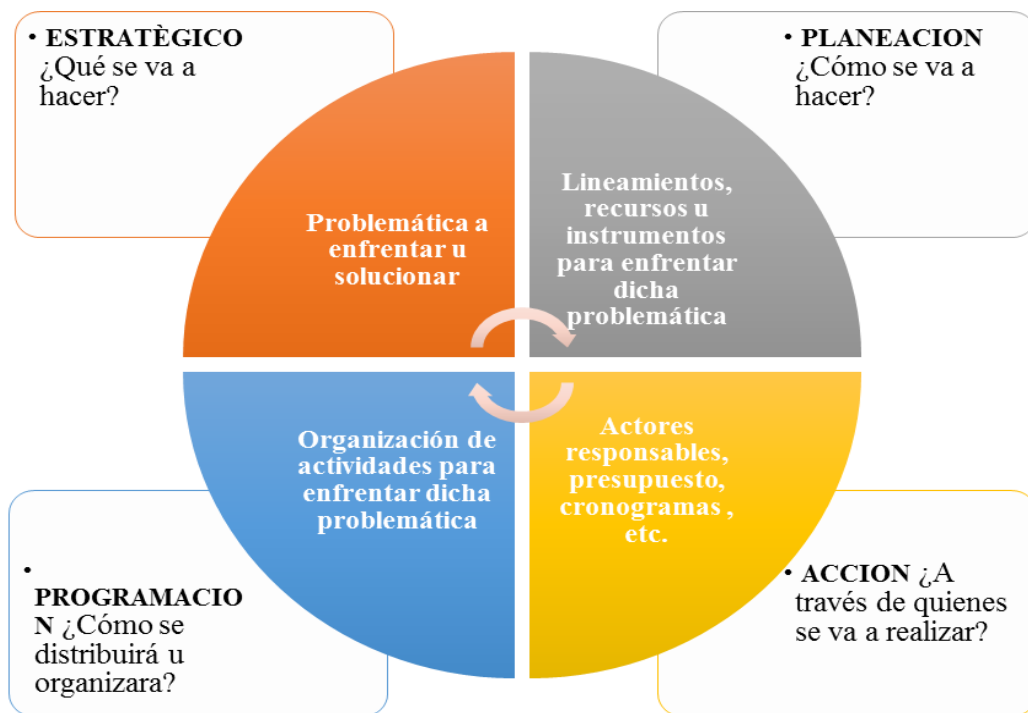 • ESTRATÈGICO
¿Qué se va a
hacer?
• PLANEACION
¿Cómo se va a
hacer?
Problemática a
enfrentar u
solucionar
Lineamientos,
recursos u
instrumentos
para enfrentar
dicha
problemática
Organización de
actividades para
enfrentar dicha
problemática
Actores
responsables,
presupuesto,
cronogramas ,
etc.
•
PROGRAMACIO
N ¿Cómo se
distribuirá u
organizara?
• ACCION ¿A
través de quienes
se va a realizar?